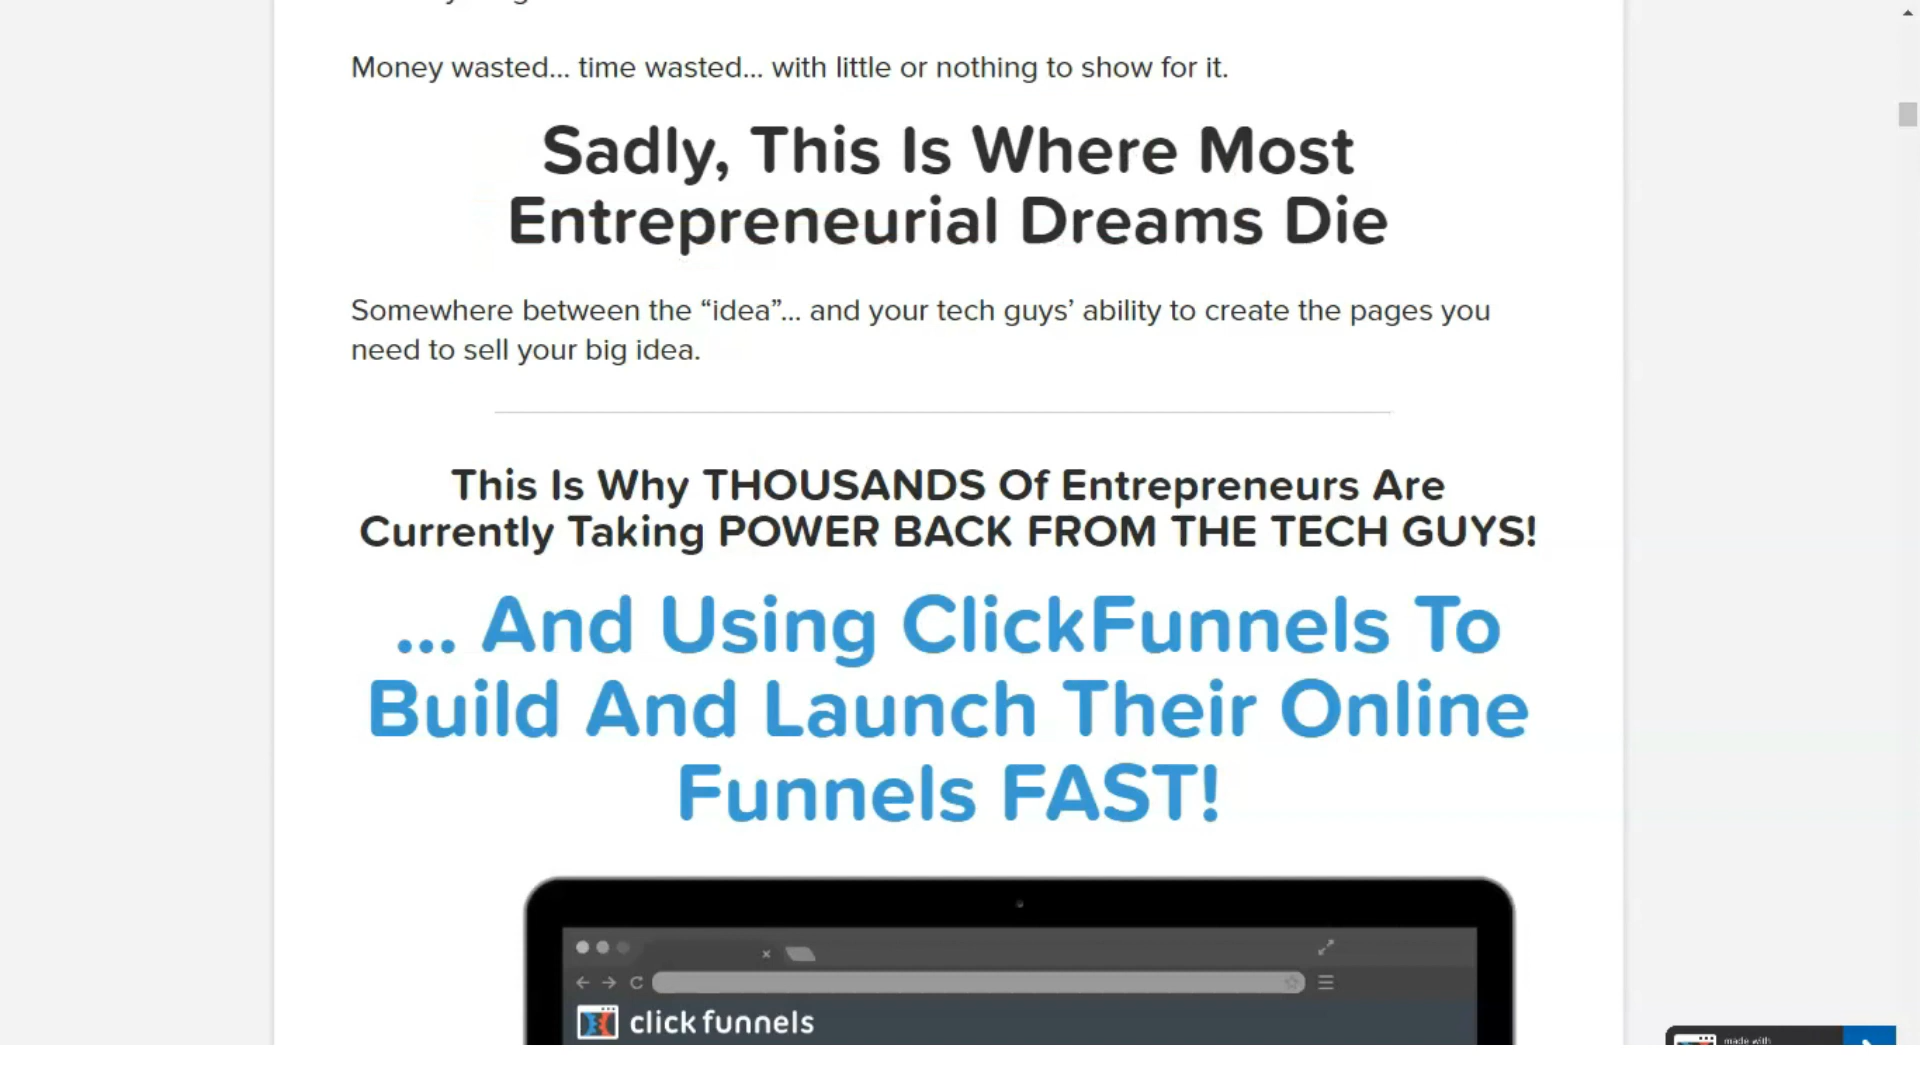 Money wasted... time wasted... with little or nothing to show for it.
Sadly, This Is Where Most
Entrepreneurial Dreams Die
Somewhere between the “idea”... and your tech guys’ ability to create the pages you
need to sell your big idea.
This Is Why THOUSANDS Of Entrepreneurs Are
Currently Taking POWER BACK FROM THE TECH GUYS!
... And Using ClickFunnels To
Build And Launch Their Online
Funnels FAST!
click funnels
made with